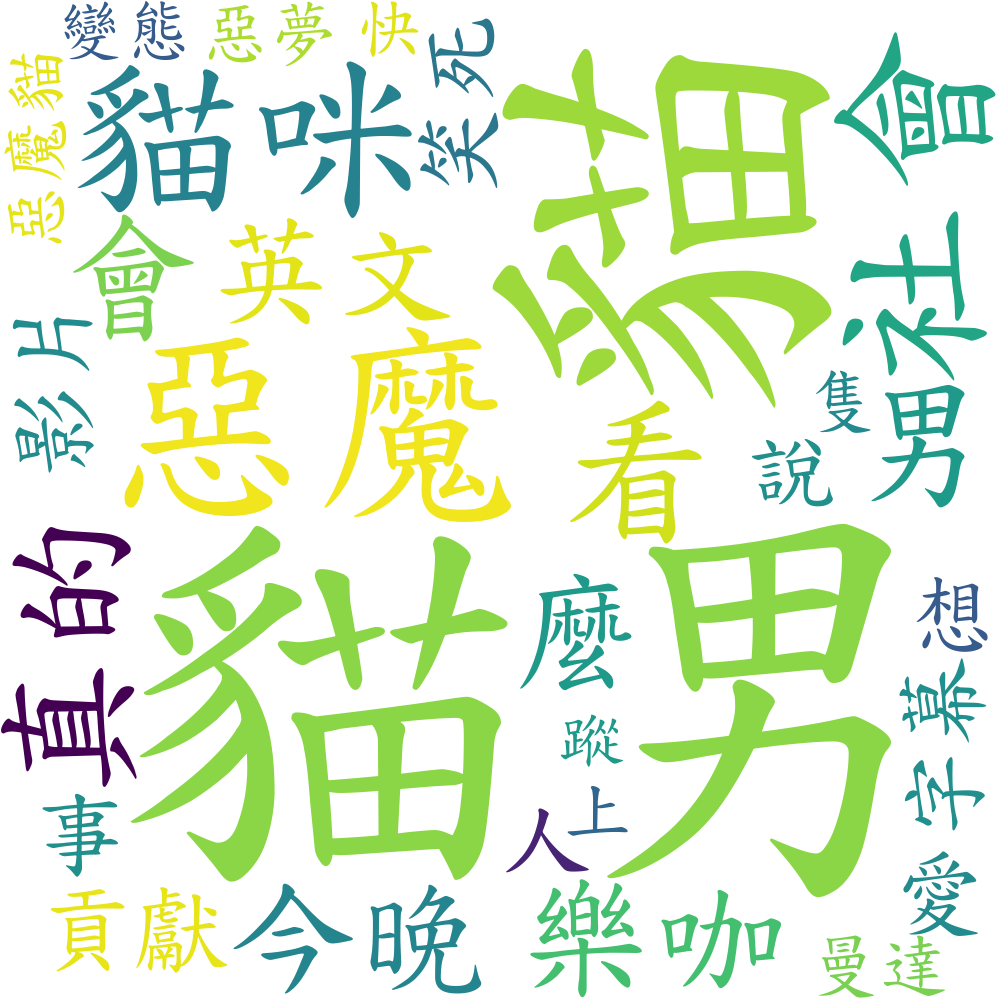 變態
惡夢
快
笑死
惡魔貓
貓咪
貓
社會
會
英文
影片
惡魔
看
隻
說
男
真的
貓男
麼
想
蹤
字幕
事
人
上
愛
貢獻
今晚
樂咖
曼達